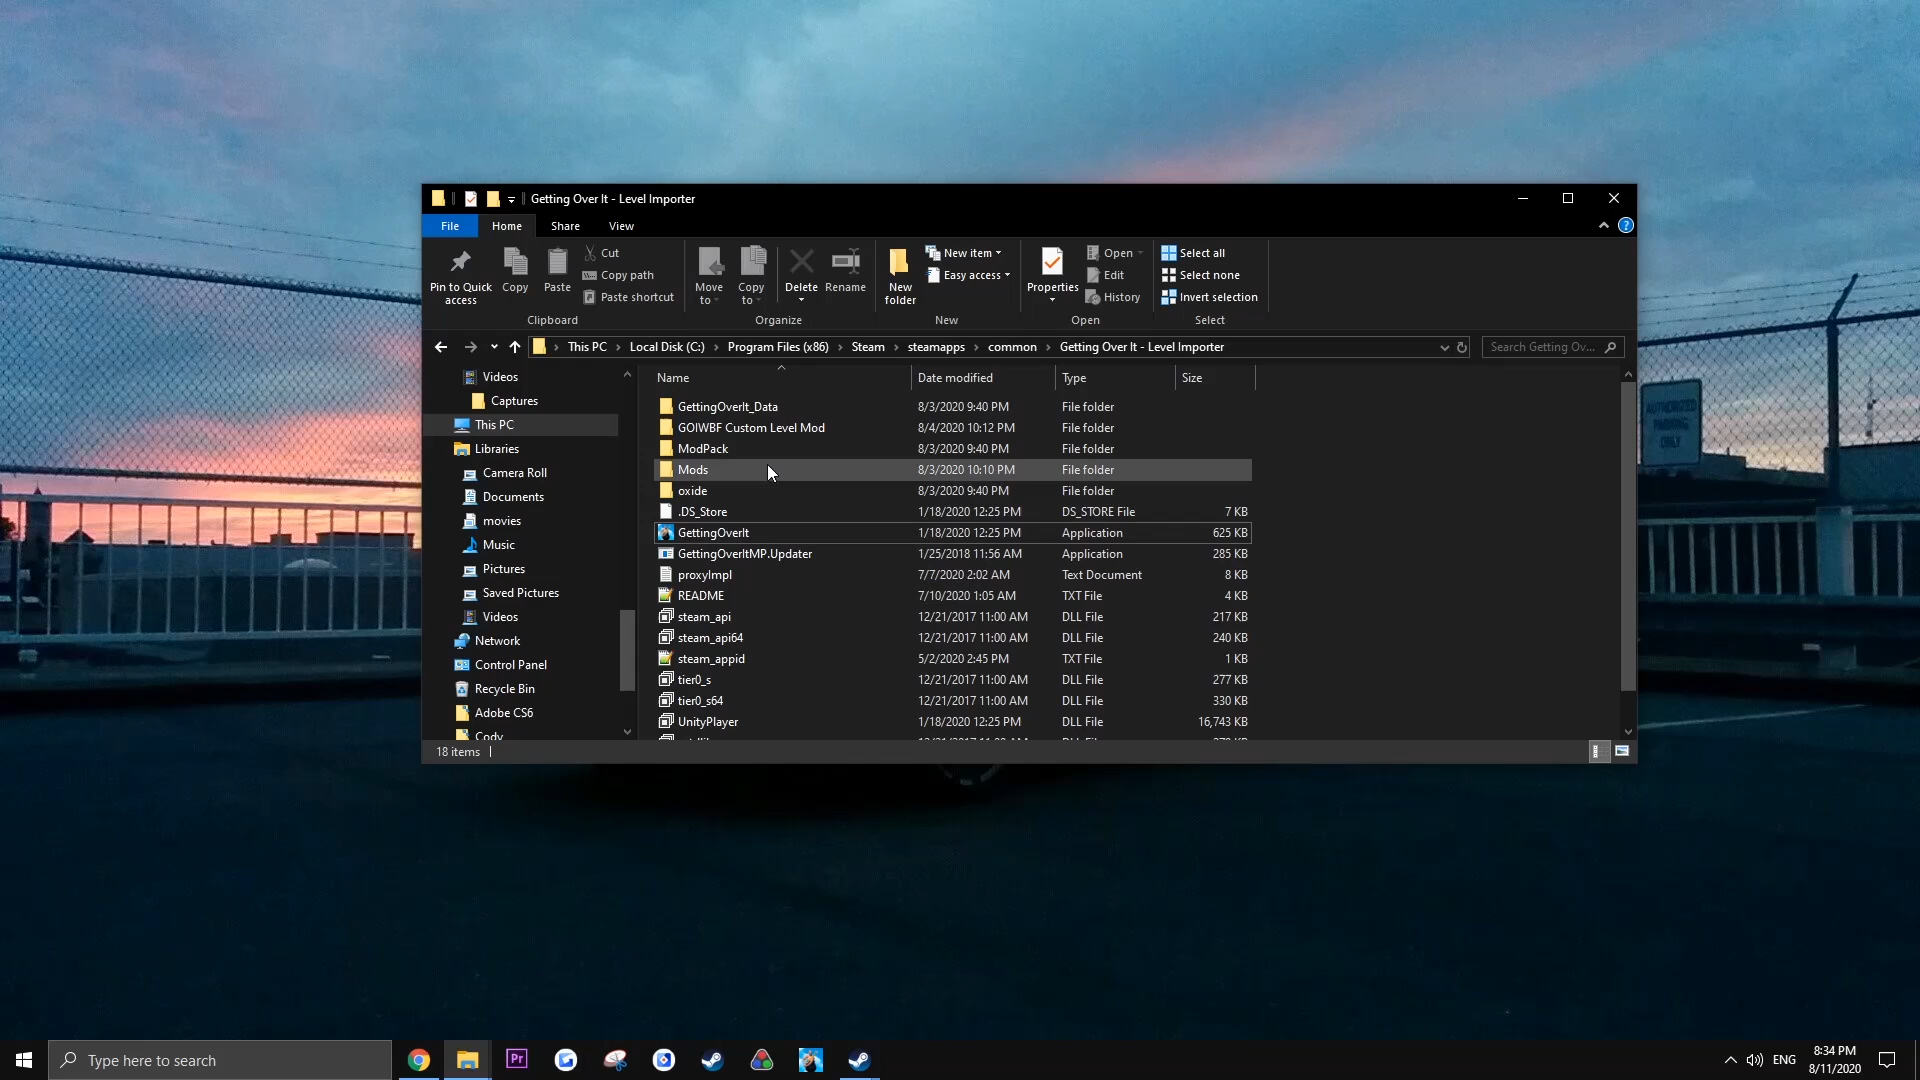 Getting Over It - Level Importer
File Home Share View
Pin to Quick access
Copy
Paste
Cut
Copy path
Paste shortcut
Clipboard
Move to
Copy to
Delete
Rename
Organize
New folder
New item
Easy access
New
Properties
Open
Edit
History
Open
Select all
Select none
Invert selection
Select
This PC Local Disk (C:) Program Files (x86) Steam steamapps common Getting Over It - Level Importer
Search Getting Ov...
Videos
Captures
This PC
Libraries
Camera Roll
Documents
movies
Music
Pictures
Saved Pictures
Videos
Network
Control Panel
Recycle Bin
Adobe CS6
Cody
Name Date modified Type Size
GettingOverIt_Data 8/3/2020 9:40 PM File folder
GOIWBF Custom Level Mod 8/4/2020 10:12 PM File folder
ModPack 8/3/2020 9:40 PM File folder
Mods 8/3/2020 10:10 PM File folder
oxide 8/3/2020 9:40 PM File folder
.DS_Store 1/18/2020 12:25 PM DS_STORE File 7 KB
GettingOverIt 1/18/2020 12:25 PM Application 625 KB
GettingOverItMP.Updater 1/25/2018 11:56 AM Application 285 KB
proxyImpl 7/7/2020 2:02 AM Text Document 8 KB
README 7/10/2020 1:05 AM TXT File 4 KB
steam_api 12/21/2017 11:00 AM DLL File 217 KB
steam_api64 12/21/2017 11:00 AM DLL File 240 KB
steam_appid 5/2/2020 2:45 PM TXT File 1 KB
tier0_s 12/21/2017 11:00 AM DLL File 277 KB
tier0_s64 12/21/2017 11:00 AM DLL File 330 KB
UnityPlayer 1/18/2020 12:25 PM DLL File 16,743 KB
18 items
AUTHORIZED
PARKING
ONLY
Type here to search
Pr
ENG
8:34 PM
8/11/2020